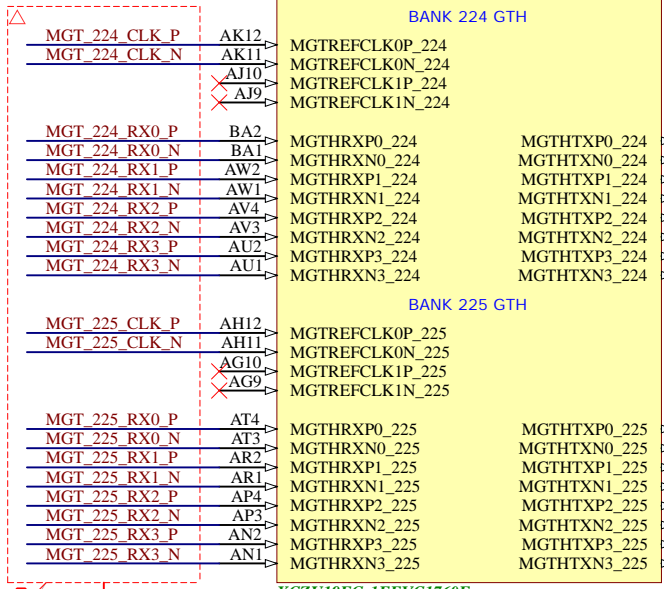 BANK 224 GTH
MGT_224_CLK_P AK12 MGTREFCLK0P_224
MGT_224_CLK_N AK11 MGTREFCLK0N_224
AJ10 MGTREFCLK1P_224
AJ9 MGTREFCLK1N_224
MGT_224_RX0_P BA2 MGTHRXP0_224 MGTHTXP0_224
MGT_224_RX0_N BA1 MGTHRXN0_224 MGTHTXN0_224
MGT_224_RX1_P AW2 MGTHRXP1_224 MGTHTXP1_224
MGT_224_RX1_N AW1 MGTHRXN1_224 MGTHTXN1_224
MGT_224_RX2_P AV4 MGTHRXP2_224 MGTHTXP2_224
MGT_224_RX2_N AV3 MGTHRXN2_224 MGTHTXN2_224
MGT_224_RX3_P AU2 MGTHRXP3_224 MGTHTXP3_224
MGT_224_RX3_N AU1 MGTHRXN3_224 MGTHTXN3_224
BANK 225 GTH
MGT_225_CLK_P AH12 MGTREFCLK0P_225
MGT_225_CLK_N AH11 MGTREFCLK0N_225
AG10 MGTREFCLK1P_225
AG9 MGTREFCLK1N_225
MGT_225_RX0_P AT4 MGTHRXP0_225 MGTHTXP0_225
MGT_225_RX0_N AT3 MGTHRXN0_225 MGTHTXN0_225
MGT_225_RX1_P AR2 MGTHRXP1_225 MGTHTXP1_225
MGT_225_RX1_N AR1 MGTHRXN1_225 MGTHTXN1_225
MGT_225_RX2_P AP4 MGTHRXP2_225 MGTHTXP2_225
MGT_225_RX2_N AP3 MGTHRXN2_225 MGTHTXN2_225
MGT_225_RX3_P AN2 MGTHRXP3_225 MGTHTXP3_225
MGT_225_RX3_N AN1 MGTHRXN3_225 MGTHTXN3_225